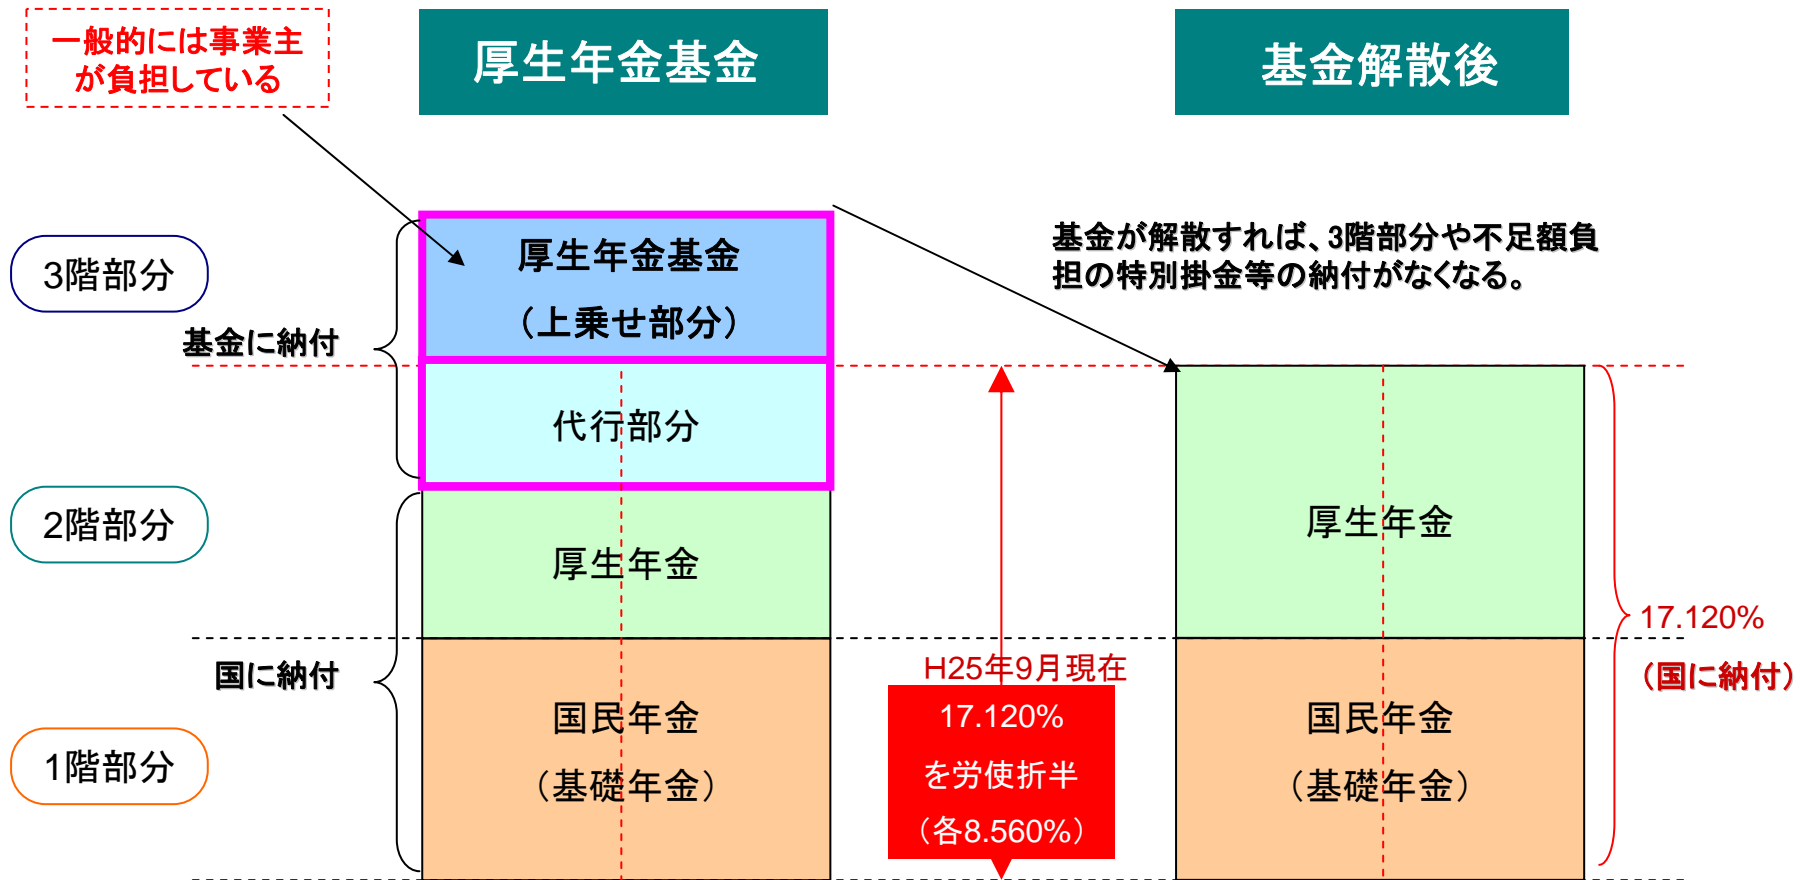 一般的には事業主
が負担している
厚生年金基金
基金解散後
3階部分
基金に納付
厚生年金基金
（上乗せ部分）
基金が解散すれば、3階部分や不足額負
担の特別掛金等の納付がなくなる。
代行部分
2階部分
厚生年金
厚生年金
17.120%
（国に納付）
国に納付
H25年9月現在
17.120%
を労使折半
（各8.560%）
1階部分
国民年金
（基礎年金）
国民年金
（基礎年金）